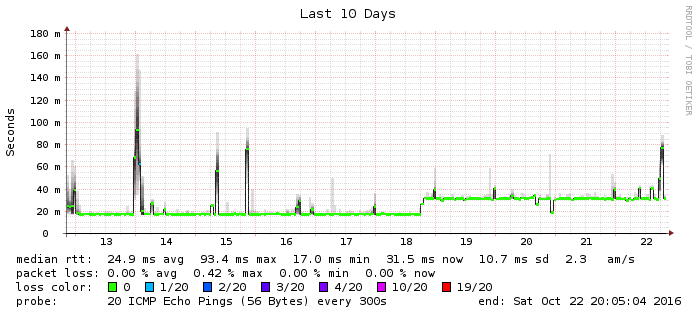 Last 10 Days
RRDTOOL / TOBI OETIKER
Seconds
180 m
160 m
140 m
120 m
100 m
80 m
60 m
40 m
20 m
0
13 14 15 16 17 18 19 20 21 22
median rtt: 24.9 ms avg 93.4 ms max 17.0 ms min 31.5 ms now 10.7 ms sd 2.3 am/s
packet loss: 0.00 % avg 0.42 % max 0.00 % min 0.00 % now
loss color: 0 1/20 2/20 3/20 4/20 10/20 19/20
probe: 20 ICMP Echo Pings (56 Bytes) every 300s end: Sat Oct 22 20:05:04 2016